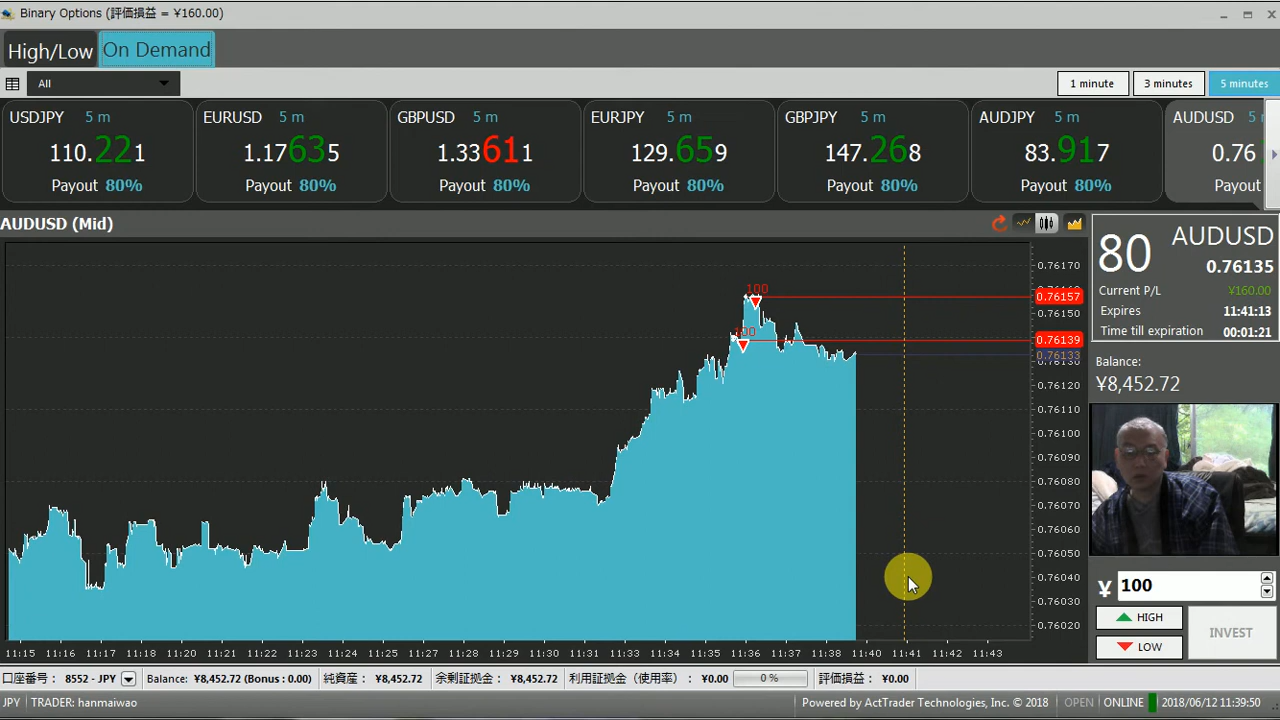 Binary Options (評価損益 = ¥160.00)
High/Low On Demand
All 1 minute 3 minutes 5 minutes
USDJPY 5 m EURUSD 5 m GBPUSD 5 m EURJPY 5 m GBPJPY 5 m AUDJPY 5 m AUDUSD 5
110.221 1.17635 1.33611 129.659 147.268 83.917 0.76
Payout 80% Payout 80% Payout 80% Payout 80% Payout 80% Payout 80% Payout
AUDUSD (Mid)
80 AUDUSD
0.76135
Current P/L ¥160.00
Expires 11:41:13
Time till expiration 00:01:21
Balance:
¥8,452.72
0.76170
100 0.76157
0.76150
100 0.76139
0.76133
0.76120
0.76110
0.76100
0.76090
0.76080
0.76070
0.76060
0.76050
0.76040
0.76030
0.76020
¥ 100
HIGH
LOW
INVEST
11:15 11:16 11:16 11:17 11:18 11:20 11:21 11:22 11:23 11:25 11:26 11:28 11:29 11:30 11:31 11:33 11:34 11:35 11:36 11:37 11:38 11:40 11:41 11:42 11:43
口座番号： 8552 - JPY Balance: ¥8,452.72 (Bonus : 0.00) 純資産： ¥8,452.72 余剰証拠金： ¥8,452.72 利用証拠金（使用率）： ¥0.00 0 % 評価損益： ¥0.00
JPY TRADER: hanmaiwao Powered by ActTrader Technologies, Inc. © 2018 OPEN ONLINE 2018/06/12 11:39:50